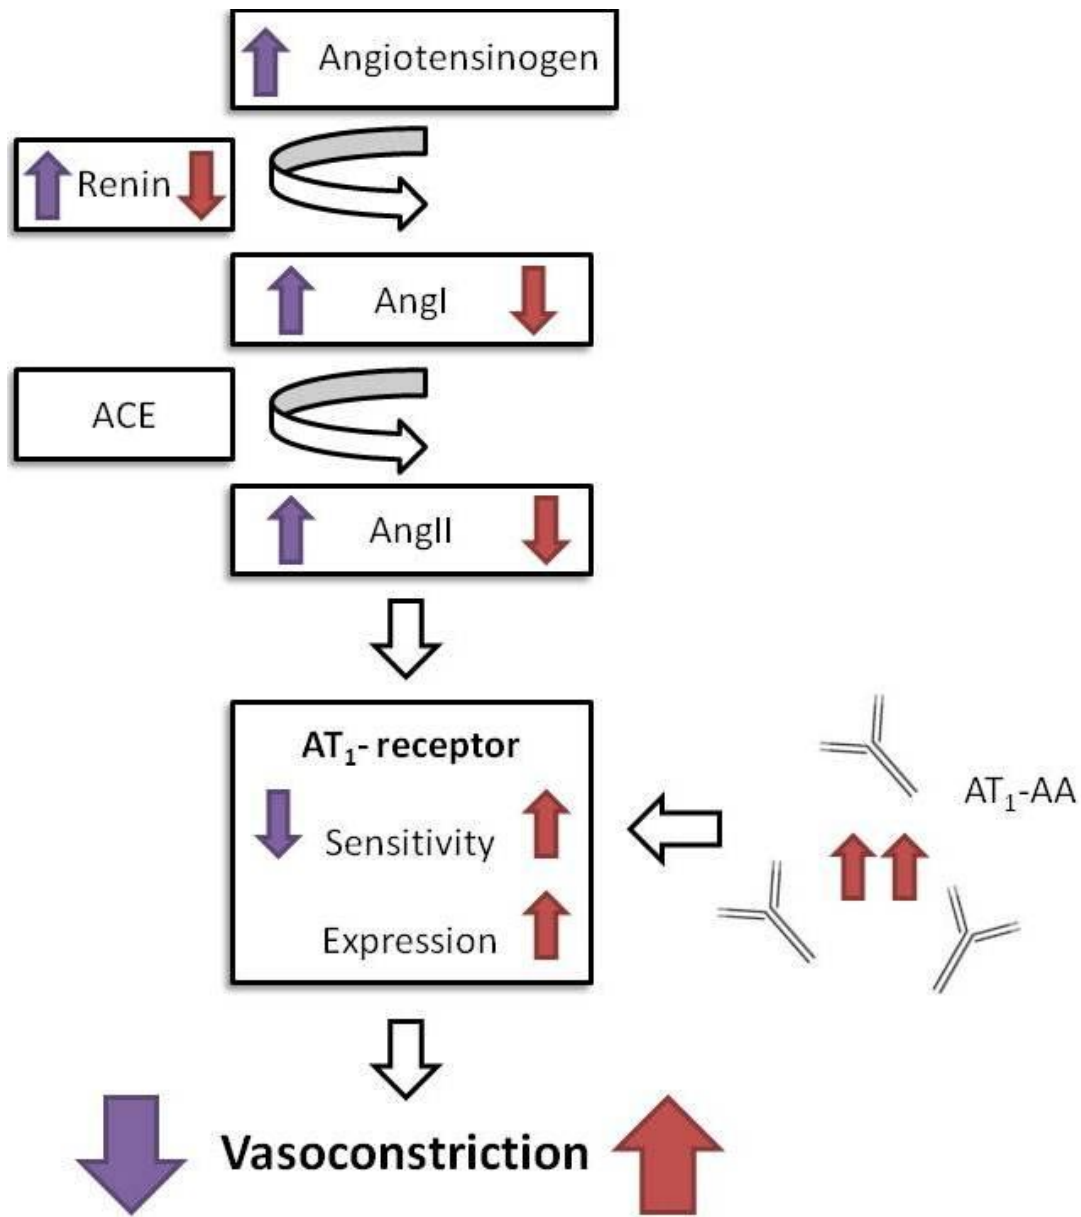 Angiotensinogen
Renin
AngI
ACE
AngII
AT₁- receptor
Sensitivity
Expression
AT₁-AA
Vasoconstriction